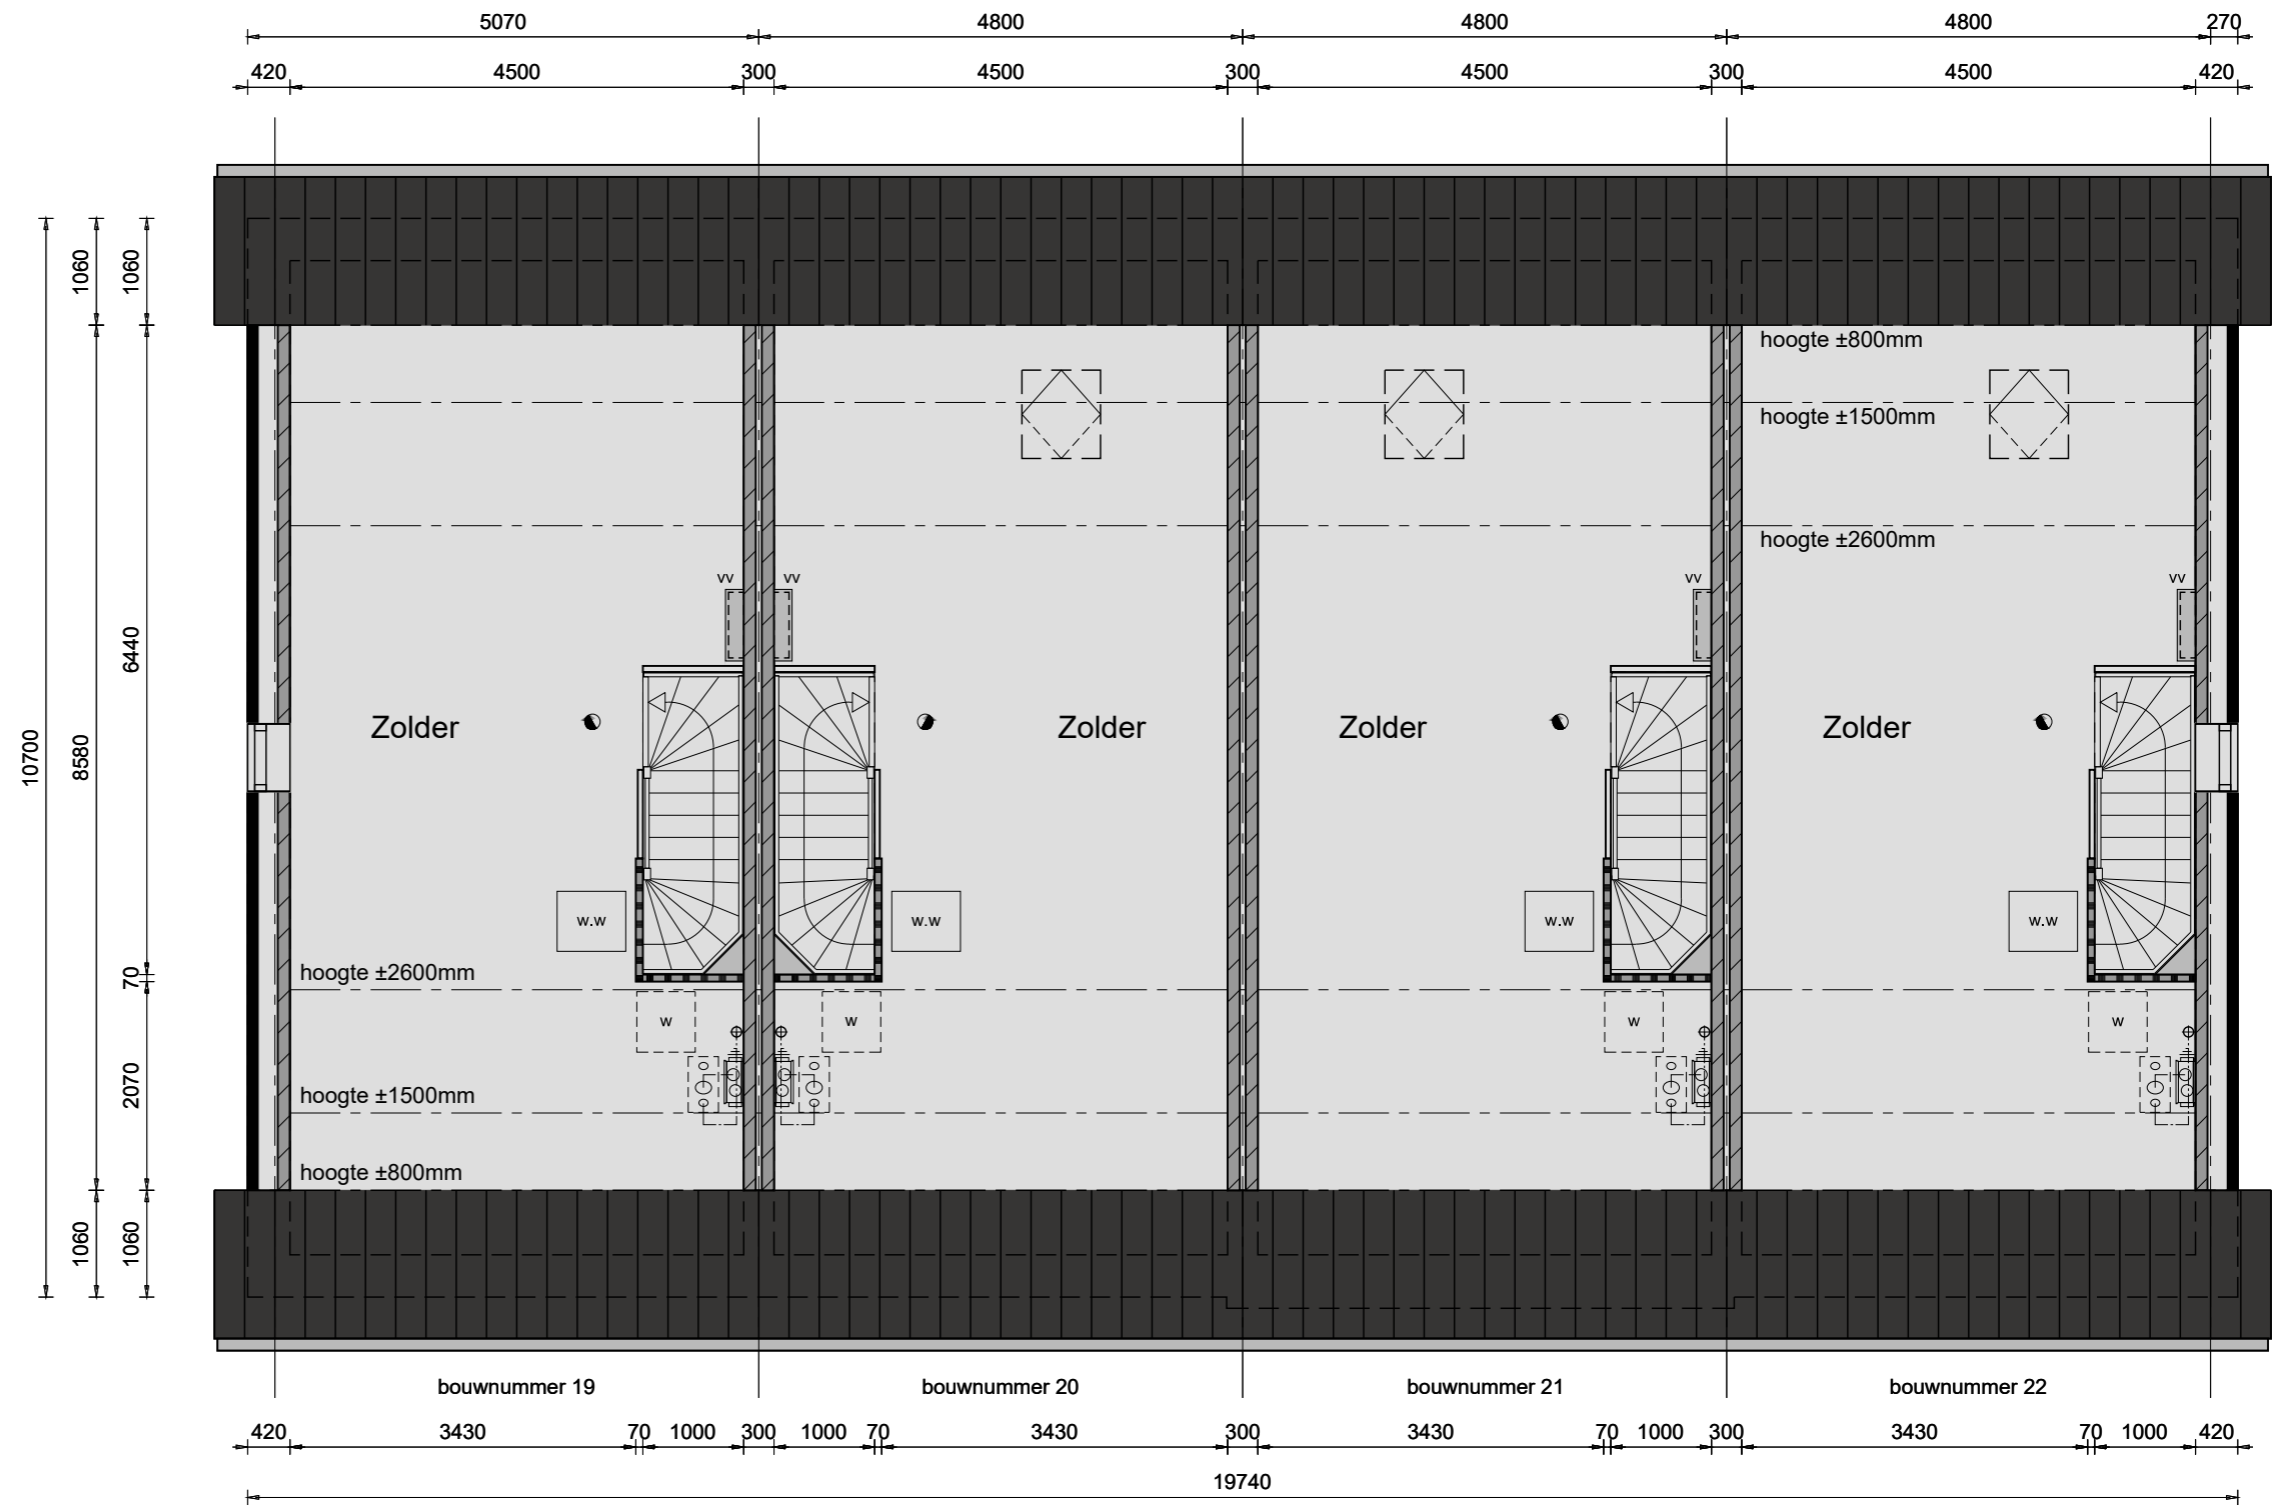 5070 4800 4800 4800 270
420 4500 300 4500 300 4500 300 4500 420
1060 1060
hoogte ±800mm
hoogte ±1500mm
hoogte ±2600mm
vv vv vv vv
6440
Zolder Zolder Zolder Zolder
10700 8580
w.w w.w w.w w.w
hoogte ±2600mm
70
w w w w
2070
hoogte ±1500mm
hoogte ±800mm
1060 1060
bouwnummer 19 bouwnummer 20 bouwnummer 21 bouwnummer 22
420 3430 70 1000 300 1000 70 3430 300 3430 70 1000 300 3430 70 1000 420
19740